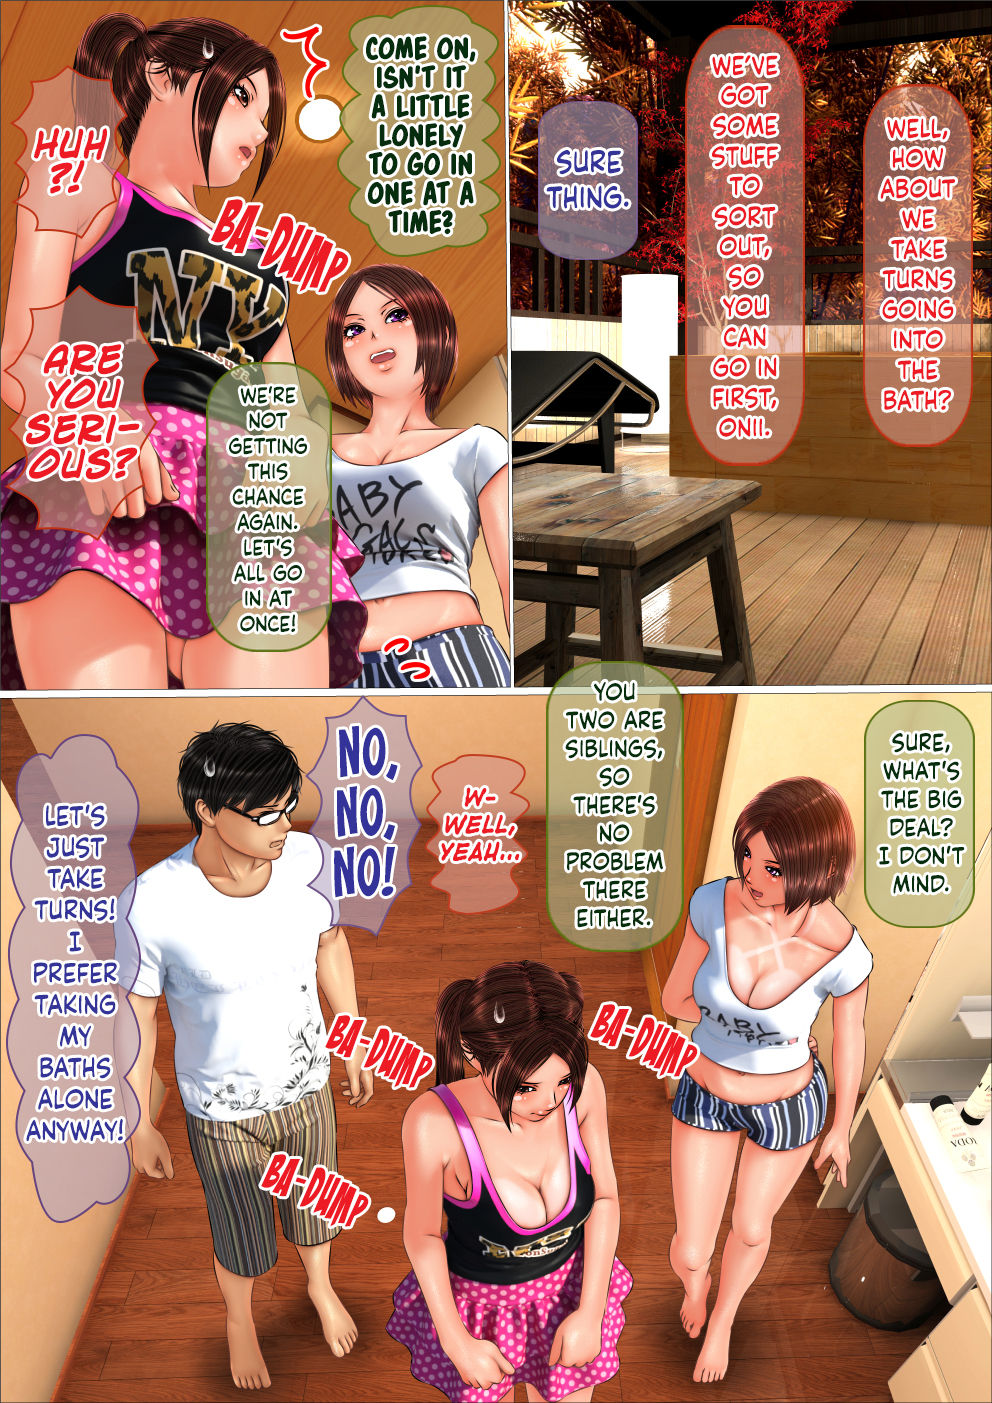 WELL,
HOW
ABOUT
WE
TAKE
TURNS
GOING
INTO
THE
BATH?
WE'VE
GOT
SOME
STUFF
TO
SORT
OUT,
SO
YOU
CAN
GO IN
FIRST,
ONII.
SURE
THING.
COME ON,
ISN'T IT
A LITTLE
LONELY
TO GO IN
ONE AT A
TIME?
HUH
?!
BA-DUMP
ARE
YOU
SERI-
OUS?
WE'RE
NOT
GETTING
THIS
CHANCE
AGAIN.
LET'S
ALL GO
IN AT
ONCE!
NY
BABY
GALS
SURE,
WHAT'S
THE BIG
DEAL?
I DON'T
MIND.
YOU
TWO ARE
SIBLINGS,
SO
THERE'S
NO
PROBLEM
THERE
EITHER.
W-
WELL,
YEAH...
NO,
NO,
NO!
LET'S
JUST
TAKE
TURNS!
I
PREFER
TAKING
MY
BATHS
ALONE
ANYWAY!
BA-DUMP
BA-DUMP
BA-DUMP
BABY